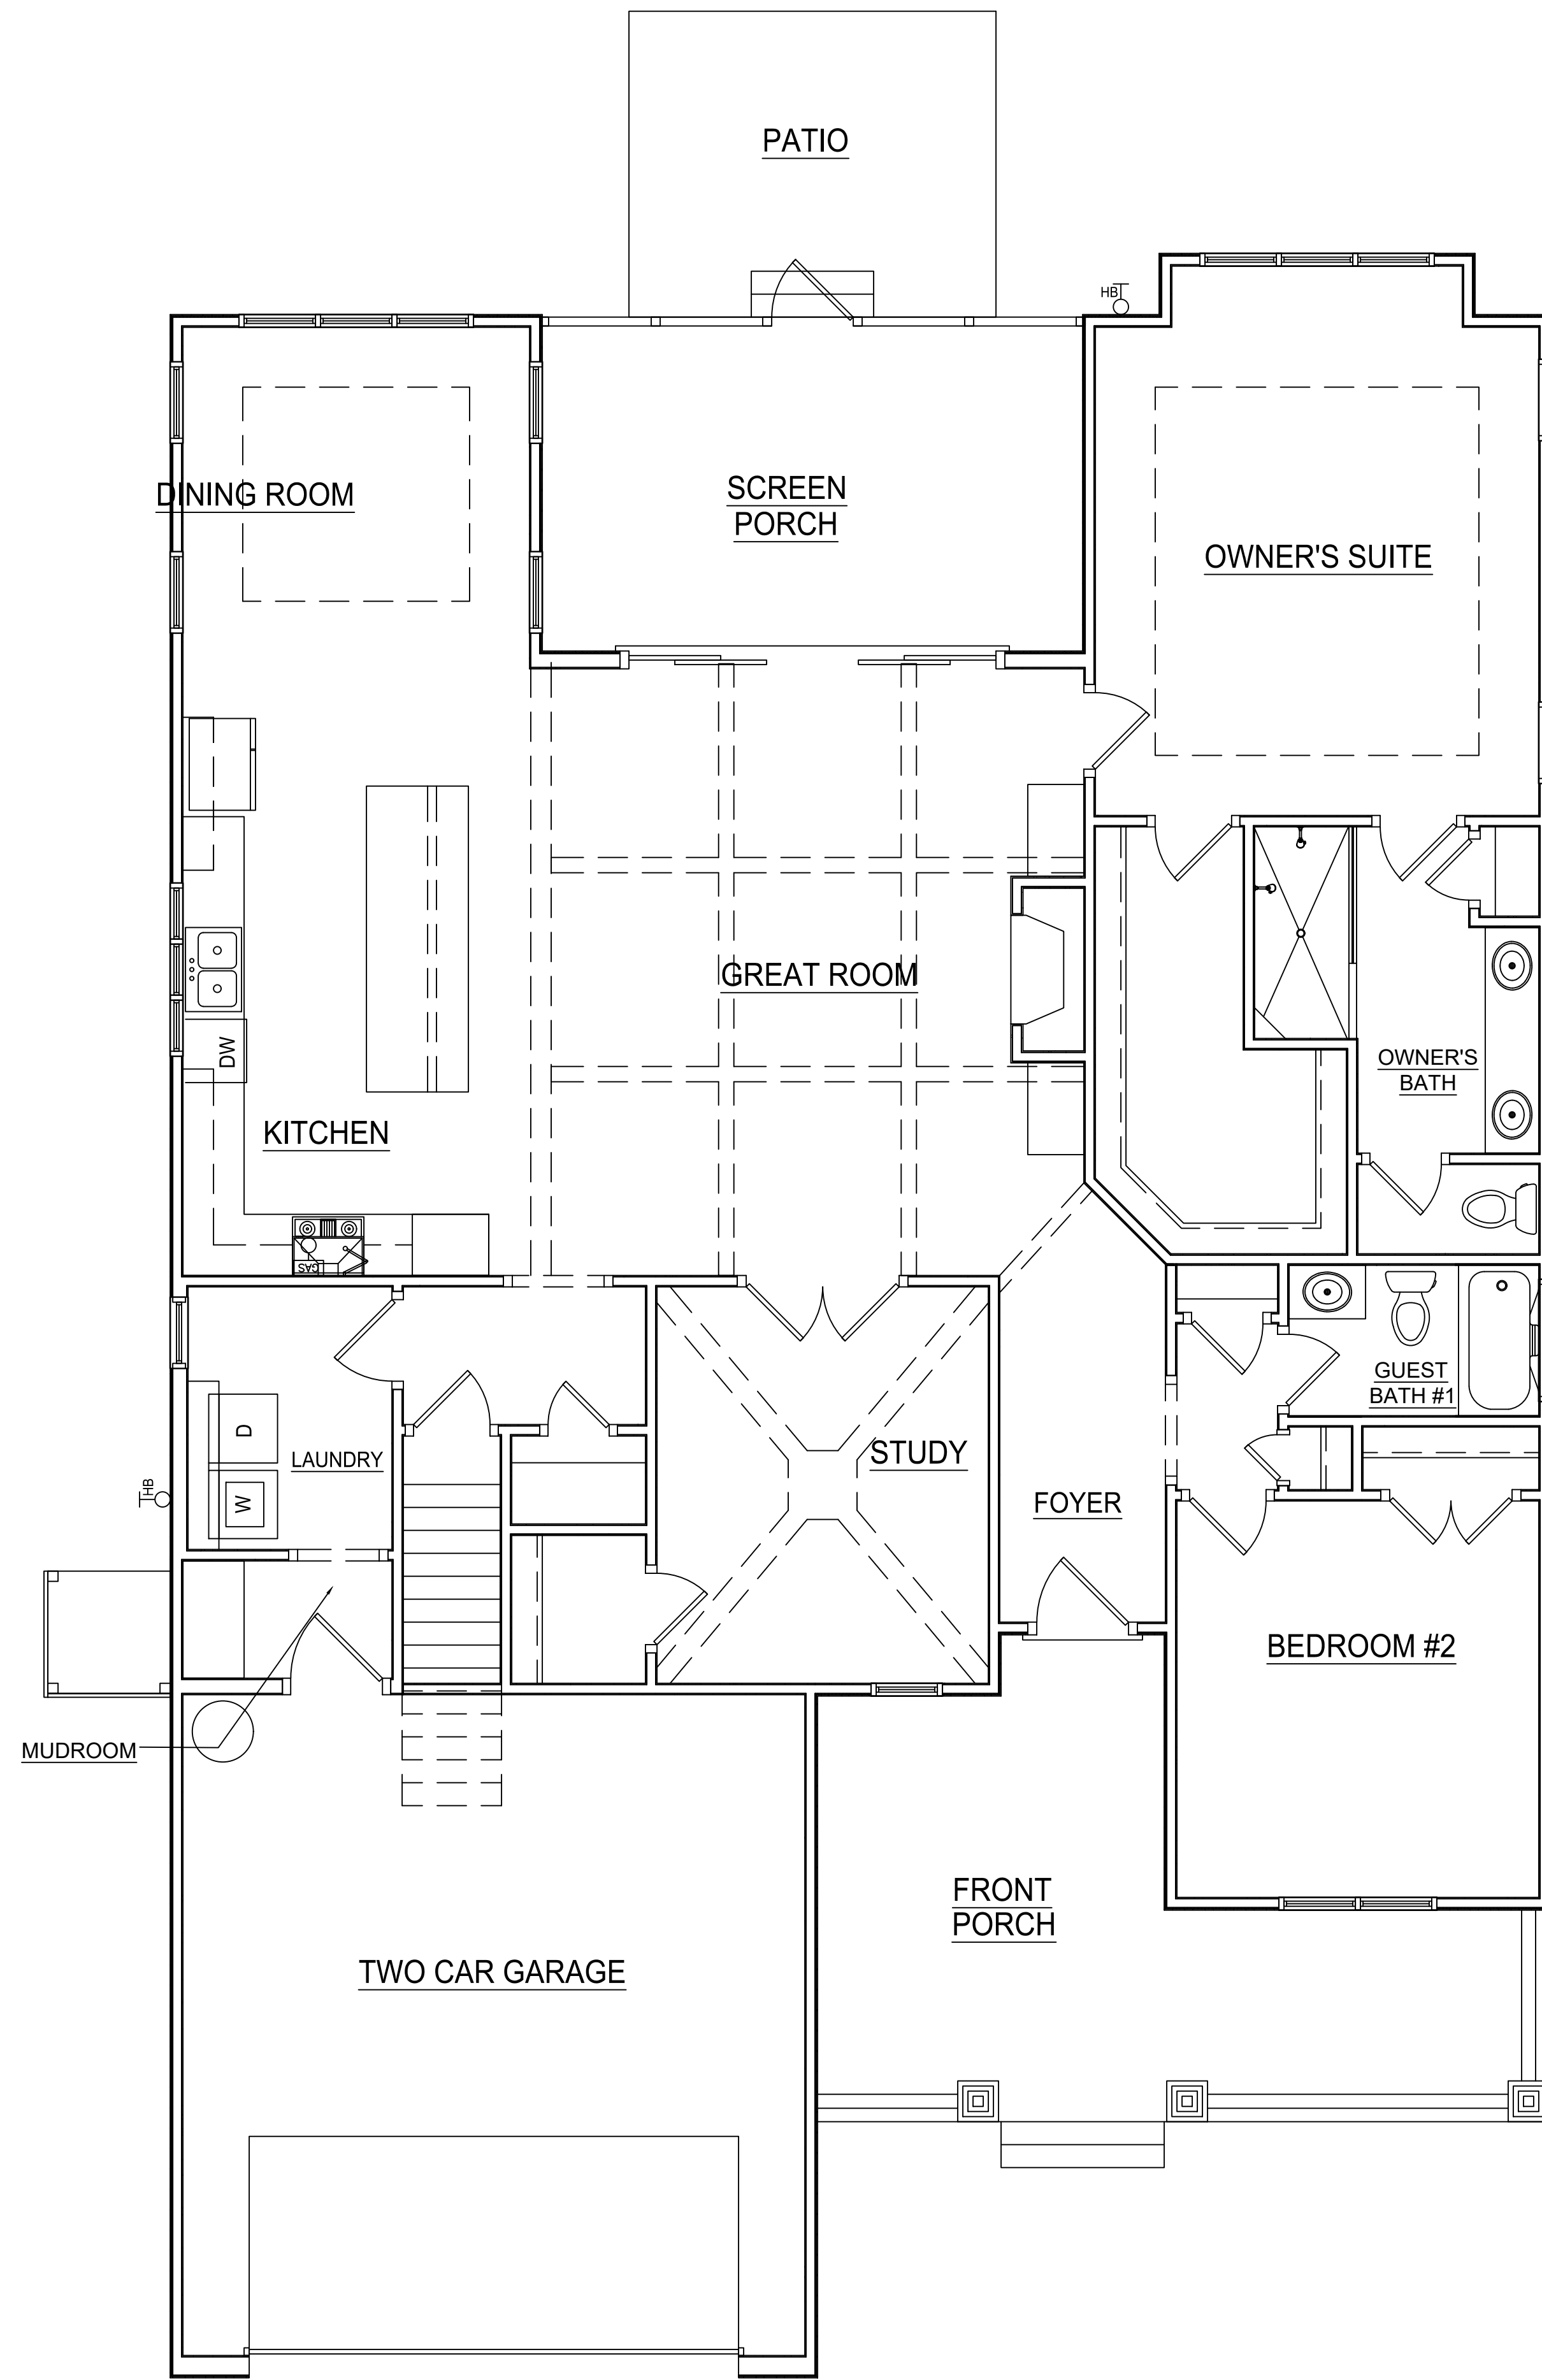 PATIO
HB
DINING ROOM
SCREEN
PORCH
OWNER'S SUITE
GREAT ROOM
DW
OWNER'S
BATH
KITCHEN
GAS
GUEST
BATH #1
D
LAUNDRY
STUDY
W
HB
FOYER
BEDROOM #2
MUDROOM
FRONT
PORCH
TWO CAR GARAGE